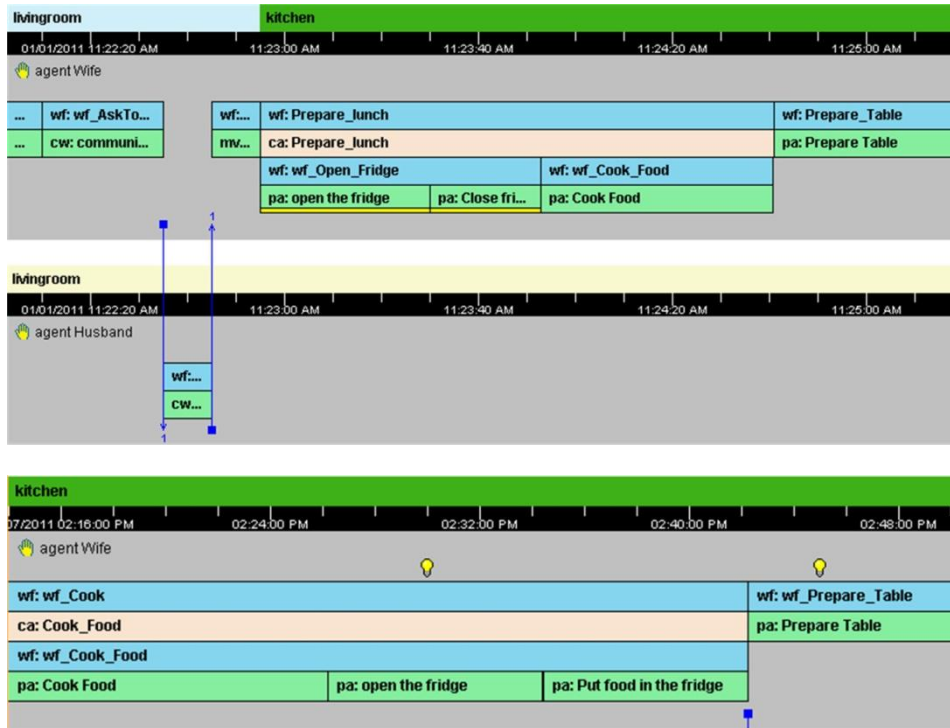 livingroom kitchen
01/01/2011 11:22:20 AM 11:23:00 AM 11:23:40 AM 11:24:20 AM 11:25:00 AM
agent Wife
... wf: wf_AskTo... wf:... wf: Prepare_lunch wf: Prepare_Table
... cw: communi... mv... ca: Prepare_lunch pa: Prepare Table
wf: wf_Open_Fridge wf: wf_Cook_Food
pa: open the fridge pa: Close fri... pa: Cook Food
1
livingroom
01/01/2011 11:22:20 AM 11:23:00 AM 11:23:40 AM 11:24:20 AM 11:25:00 AM
agent Husband
wf:...
cw...
1
kitchen
07/2011 02:16:00 PM 02:24:00 PM 02:32:00 PM 02:40:00 PM 02:48:00 PM
agent Wife
wf: wf_Cook wf: wf_Prepare_Table
ca: Cook_Food pa: Prepare Table
wf: wf_Cook_Food
pa: Cook Food pa: open the fridge pa: Put food in the fridge